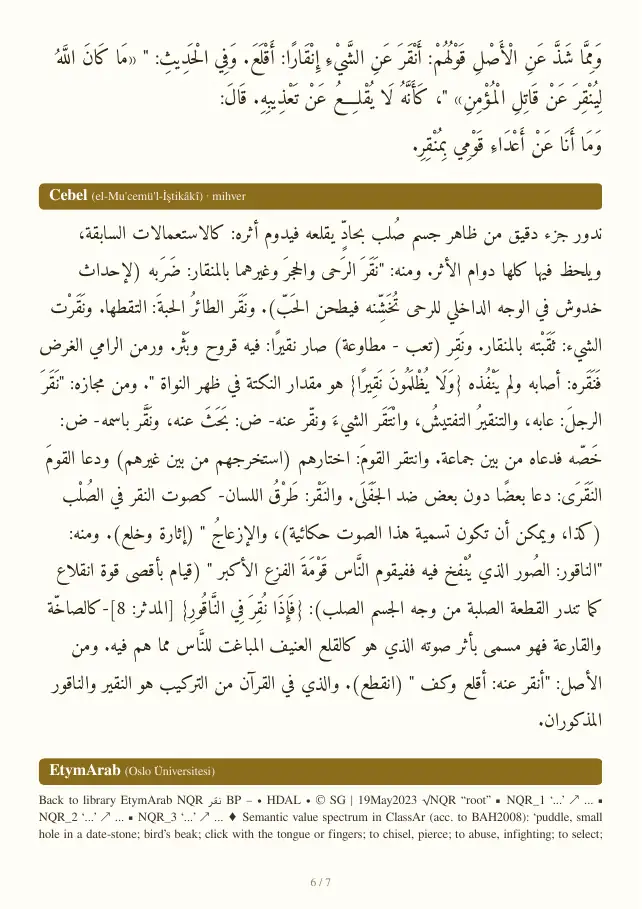 وَمِمَّا شَذَّ عَنِ الْأَصْلِ قَوْلُهُمْ: أَنْقَرَ عَنِ الشَّيْءِ إِنْقَارًا: أَقْلَعَ. وَفِي الْحَدِيثِ: " «مَا كَانَ اللَّهُ
لِيُنْقِرَ عَنْ قَاتِلِ الْمُؤْمِنِ» "، كَأَنَّهُ لَا يُقْلِعُ عَنْ تَعْذِيبِهِ. قَالَ:
وَمَا أَنَا عَنْ أَعْدَاءِ قَوْمِي بِمُنْقِرِ.
Cebel (el-Mu'cemü'l-İştikâkî) · mihver
ندور جزء دقيق من ظاهر جسم صُلب بحادٍّ يقلعه فيدوم أثره: كالاستعمالات السابقة،
ويلحظ فيها كلها دوام الأثر. ومنه: "نَقَرَ الرَحى والحجرَ وغيرهما بالمنقار: ضَرَبه (لإحداث
خدوش في الوجه الداخلي للرحى تُخَشِّنه فيطحن الحَبّ). ونَقَر الطائرُ الحبةَ: التقطها. ونَقَرْت
الشيء: ثَقَبْته بالمنقار. ونَقِر (تعب - مطاوعة) صار نقيرًا: فيه قروح وبَثْر. ورمن الرامي الغرض
فَنَقَره: أصابه ولم يَنْفُذه {وَلَا يُظْلَمُونَ نَقِيرًا} هو مقدار النكتة في ظهر النواة ". ومن مجازه: "نَقَرَ
الرجلَ: عابه، والتنقيرُ التفتيشُ، وانْتَقَر الشيءَ ونقّر عنه- ض: بَحَثَ عنه، ونَقَّر باسمه- ض:
خَصّه فدعاه من بين جماعة. وانتقر القومَ: اختارهم (استخرجهم من بين غيرهم) ودعا القومَ
النَقَرَى: دعا بعضًا دون بعض ضد الجَفَلَى. والنَقْر: طَرْقُ اللسان- كصوت النقر في الصُلْب
(كذا، ويمكن أن تكون تسمية هذا الصوت حكائية)، والإزعاجُ " (إثارة وخلع). ومنه:
"الناقور: الصُور الذي يُنْفخ فيه ففيقوم النَّاس قَوْمَةَ الفزع الأكبر " (قيام بأقصى قوة انقلاع
كما تندر القطعة الصلبة من وجه الجسم الصلب): {فَإِذَا نُقِرَ فِي النَّاقُورِ} [المدثر: 8]-كالصاخّة
والقارعة فهو مسمى بأثر صوته الذي هو كالقلع العنيف المباغت للنَّاس مما هم فيه. ومن
الأصل: "أنقر عنه: أقلع وكف " (انقطع). والذي في القرآن من التركيب هو النقير والناقور
المذكوران.
EtymArab (Oslo Üniversitesi)
Back to library EtymArab NQR نقر BP – • HDAL • © SG | 19May2023 √NQR “root” ▪ NQR_1 ‘...’ ↗ ... ▪
NQR_2 ‘...’ ↗ ... ▪ NQR_3 ‘...’ ↗ ... ♦ Semantic value spectrum in ClassAr (acc. to BAH2008): ‘puddle, small
hole in a date-stone; bird’s beak; click with the tongue or fingers; to chisel, pierce; to abuse, infighting; to select;
6 / 7